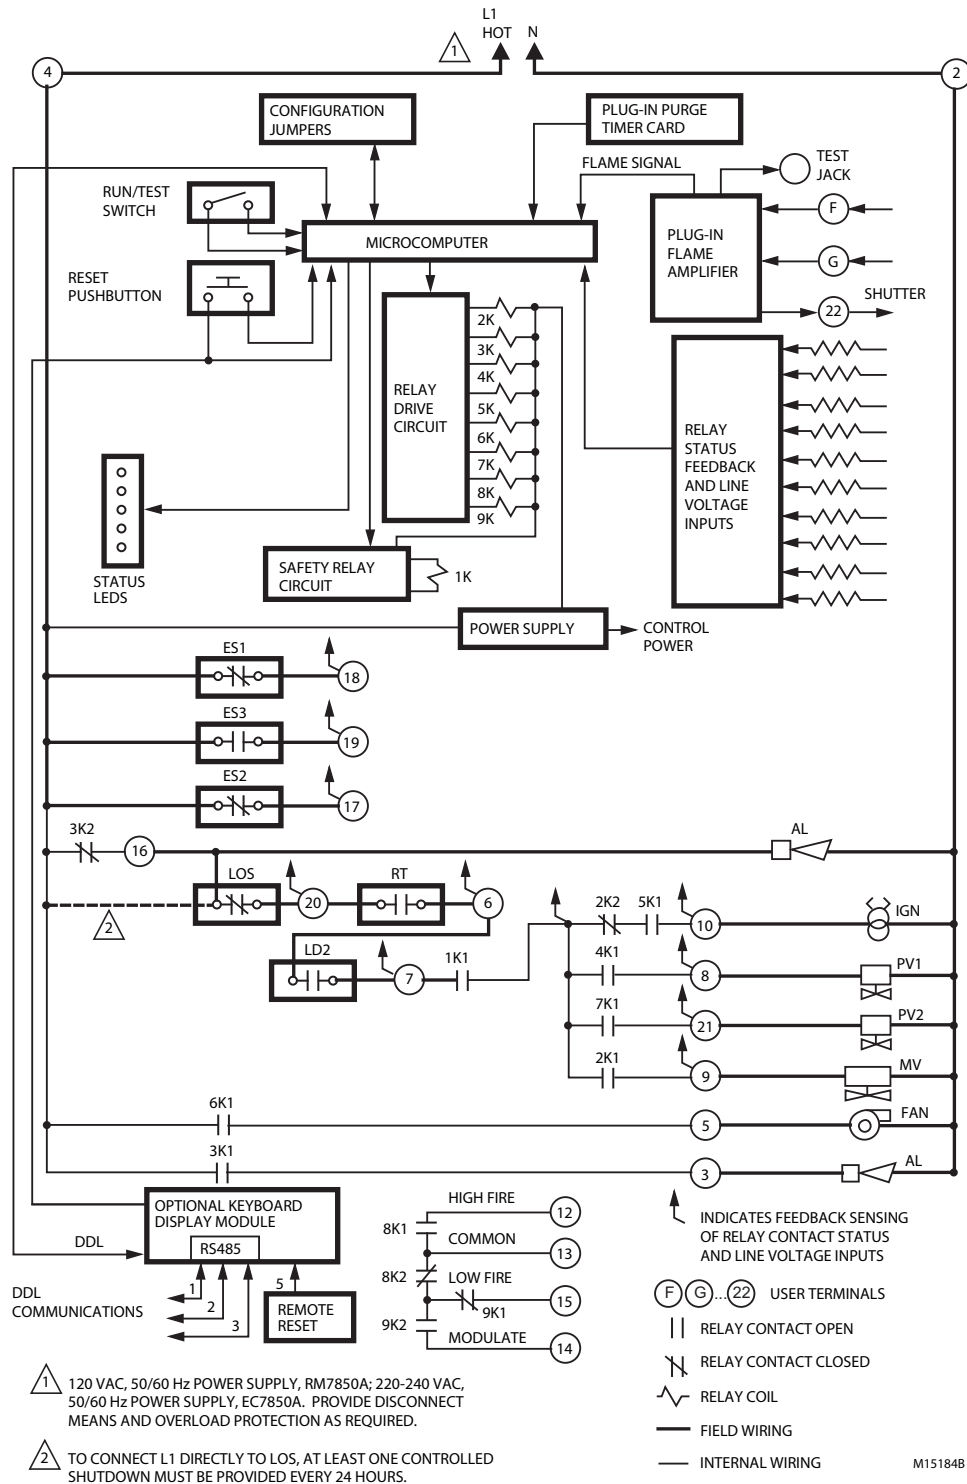 L1
HOT
N
1
4
2
CONFIGURATION
JUMPERS
PLUG-IN PURGE
TIMER CARD
FLAME SIGNAL
TEST
JACK
RUN/TEST
SWITCH
MICROCOMPUTER
PLUG-IN
FLAME
AMPLIFIER
F
G
22
SHUTTER
RESET
PUSHBUTTON
RELAY
DRIVE
CIRCUIT
2K
3K
4K
5K
6K
7K
8K
9K
RELAY
STATUS
FEEDBACK
AND LINE
VOLTAGE
INPUTS
STATUS
LEDS
SAFETY RELAY
CIRCUIT
1K
POWER SUPPLY
CONTROL
POWER
ES1
18
ES3
19
ES2
17
3K2
16
AL
LOS
20
RT
6
2
LD2
7
1K1
2K2
5K1
10
IGN
4K1
8
PV1
7K1
21
PV2
2K1
9
MV
6K1
5
FAN
3K1
3
AL
OPTIONAL KEYBOARD
DISPLAY MODULE
RS485
DDL
DDL
COMMUNICATIONS
1
2
3
5
REMOTE
RESET
HIGH FIRE
12
8K1
COMMON
13
8K2
LOW FIRE
9K1
15
9K2
MODULATE
14
INDICATES FEEDBACK SENSING
OF RELAY CONTACT STATUS
AND LINE VOLTAGE INPUTS
F G...22 USER TERMINALS
RELAY CONTACT OPEN
RELAY CONTACT CLOSED
RELAY COIL
FIELD WIRING
INTERNAL WIRING
1 120 VAC, 50/60 Hz POWER SUPPLY, RM7850A; 220-240 VAC,
50/60 Hz POWER SUPPLY, EC7850A. PROVIDE DISCONNECT
MEANS AND OVERLOAD PROTECTION AS REQUIRED.
2 TO CONNECT L1 DIRECTLY TO LOS, AT LEAST ONE CONTROLLED
SHUTDOWN MUST BE PROVIDED EVERY 24 HOURS.
M15184B